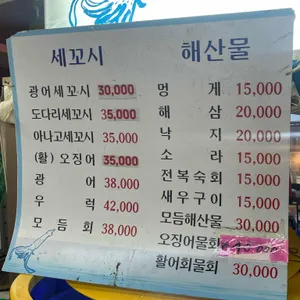 세꼬시
광어세꼬시 30,000
도다리세꼬시 35,000
아나고세꼬시 35,000
(활) 오징어 35,000
광 어 38,000
우 럭 42,000
모 듬 회 38,000
해산물
멍 게 15,000
해 삼 20,000
낙 지 20,000
소 라 15,000
전복숙회 15,000
새우구이 15,000
모듬해산물 30,000
오징어물회
활어회물회 30,000